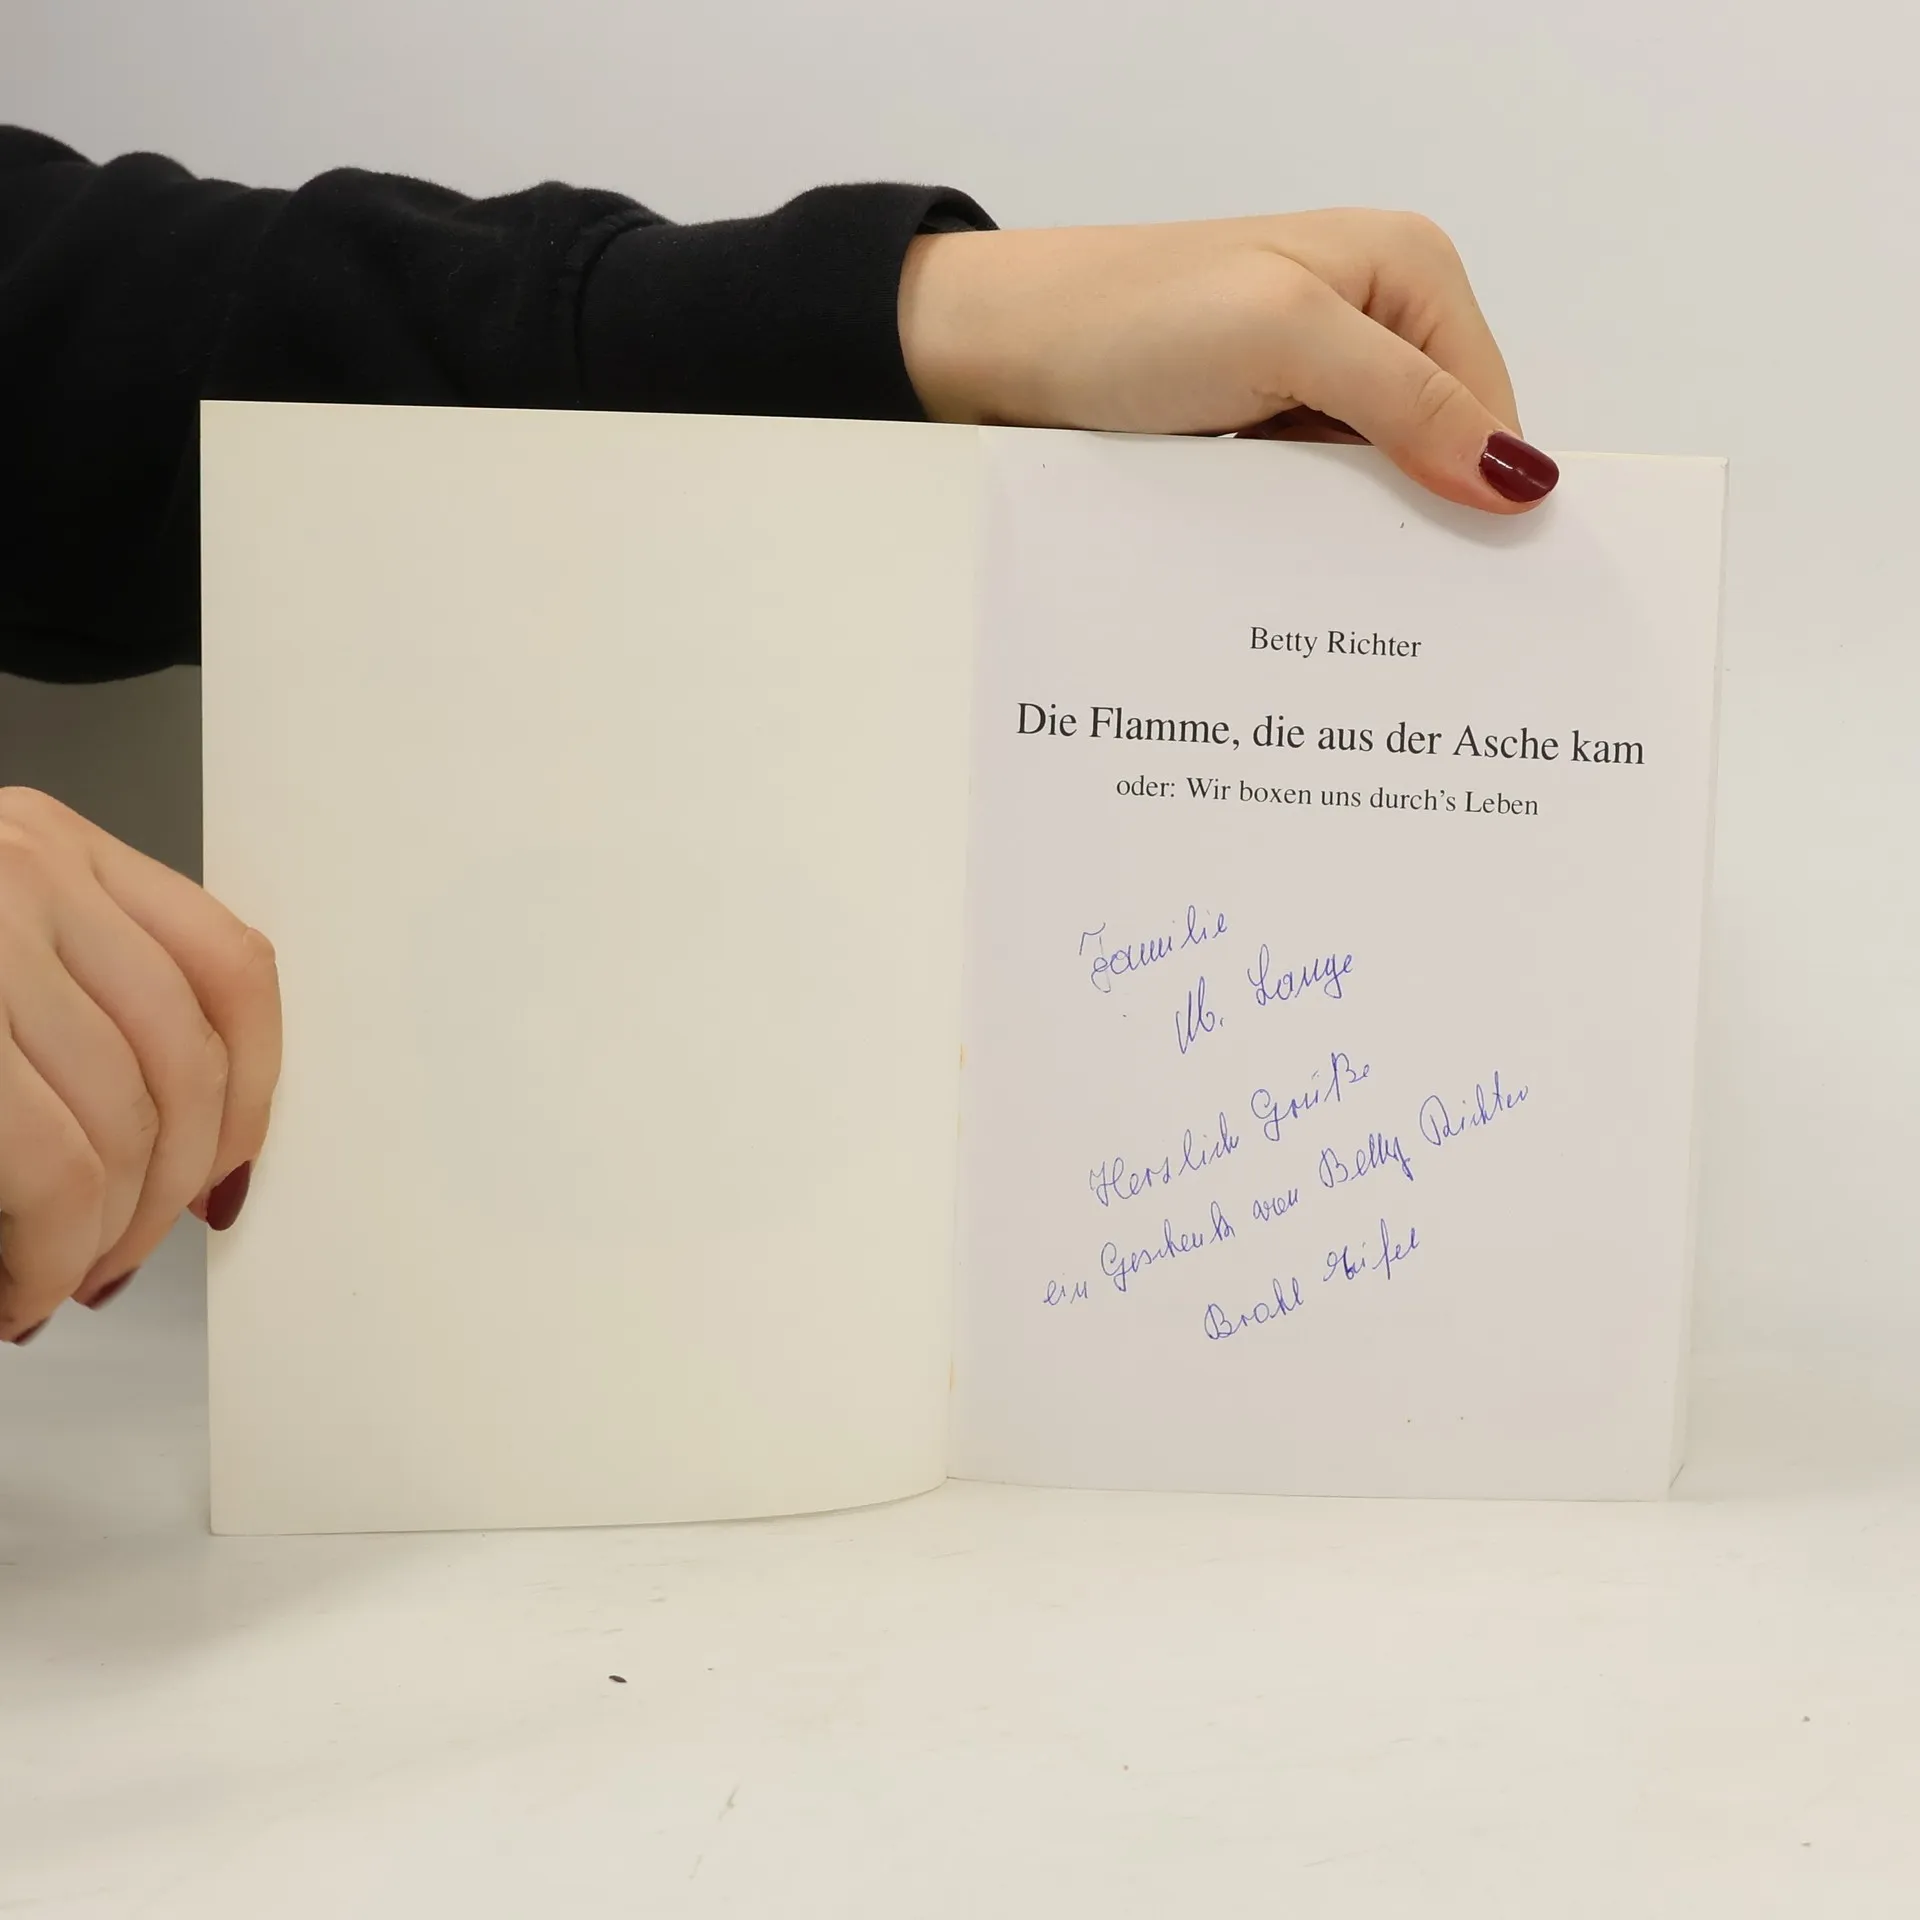 Betty Richter
Die Flamme, die aus der Asche kam
oder: Wir boxen uns durch's Leben
Familie
M. Lange
Herzlich Grüße
ein Geschenk von Betty Richter